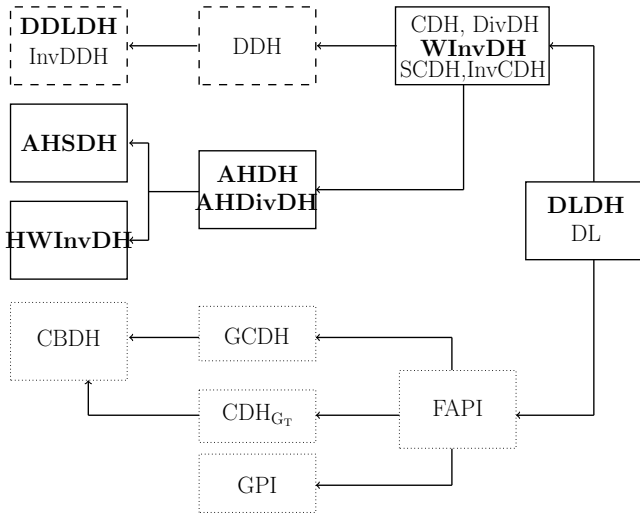 DDLDH
InvDDH
DDH
CDH, DivDH
WInvDH
SCDH,InvCDH
AHSDH
AHDH
AHDivDH
HWInvDH
DLDH
DL
CBDH
GCDH
CDH_{G_T}
FAPI
GPI